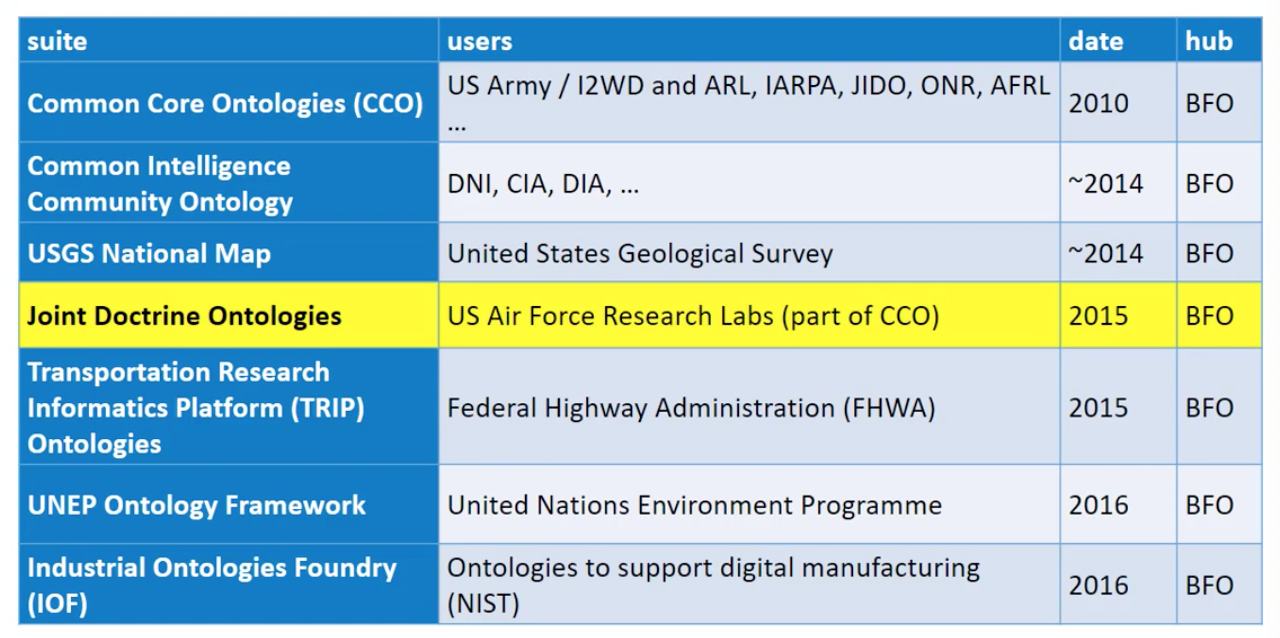 suite users date hub
Common Core Ontologies (CCO) US Army / I2WD and ARL, IARPA, JIDO, ONR, AFRL
... 2010 BFO
Common Intelligence
Community Ontology DNI, CIA, DIA, ... ~2014 BFO
USGS National Map United States Geological Survey ~2014 BFO
Joint Doctrine Ontologies US Air Force Research Labs (part of CCO) 2015 BFO
Transportation Research
Informatics Platform (TRIP)
Ontologies Federal Highway Administration (FHWA) 2015 BFO
UNEP Ontology Framework United Nations Environment Programme 2016 BFO
Industrial Ontologies Foundry
(IOF) Ontologies to support digital manufacturing
(NIST) 2016 BFO